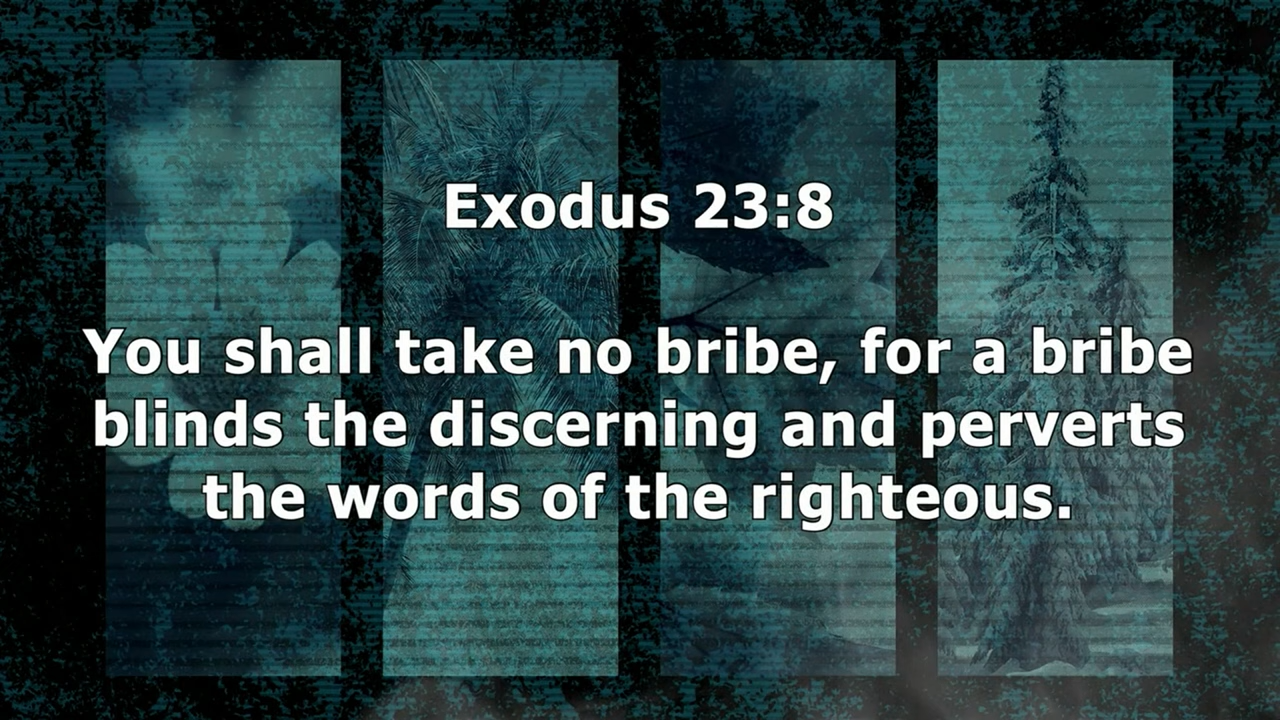 Exodus 23:8
You shall take no bribe, for a bribe
blinds the discerning and perverts
the words of the righteous.